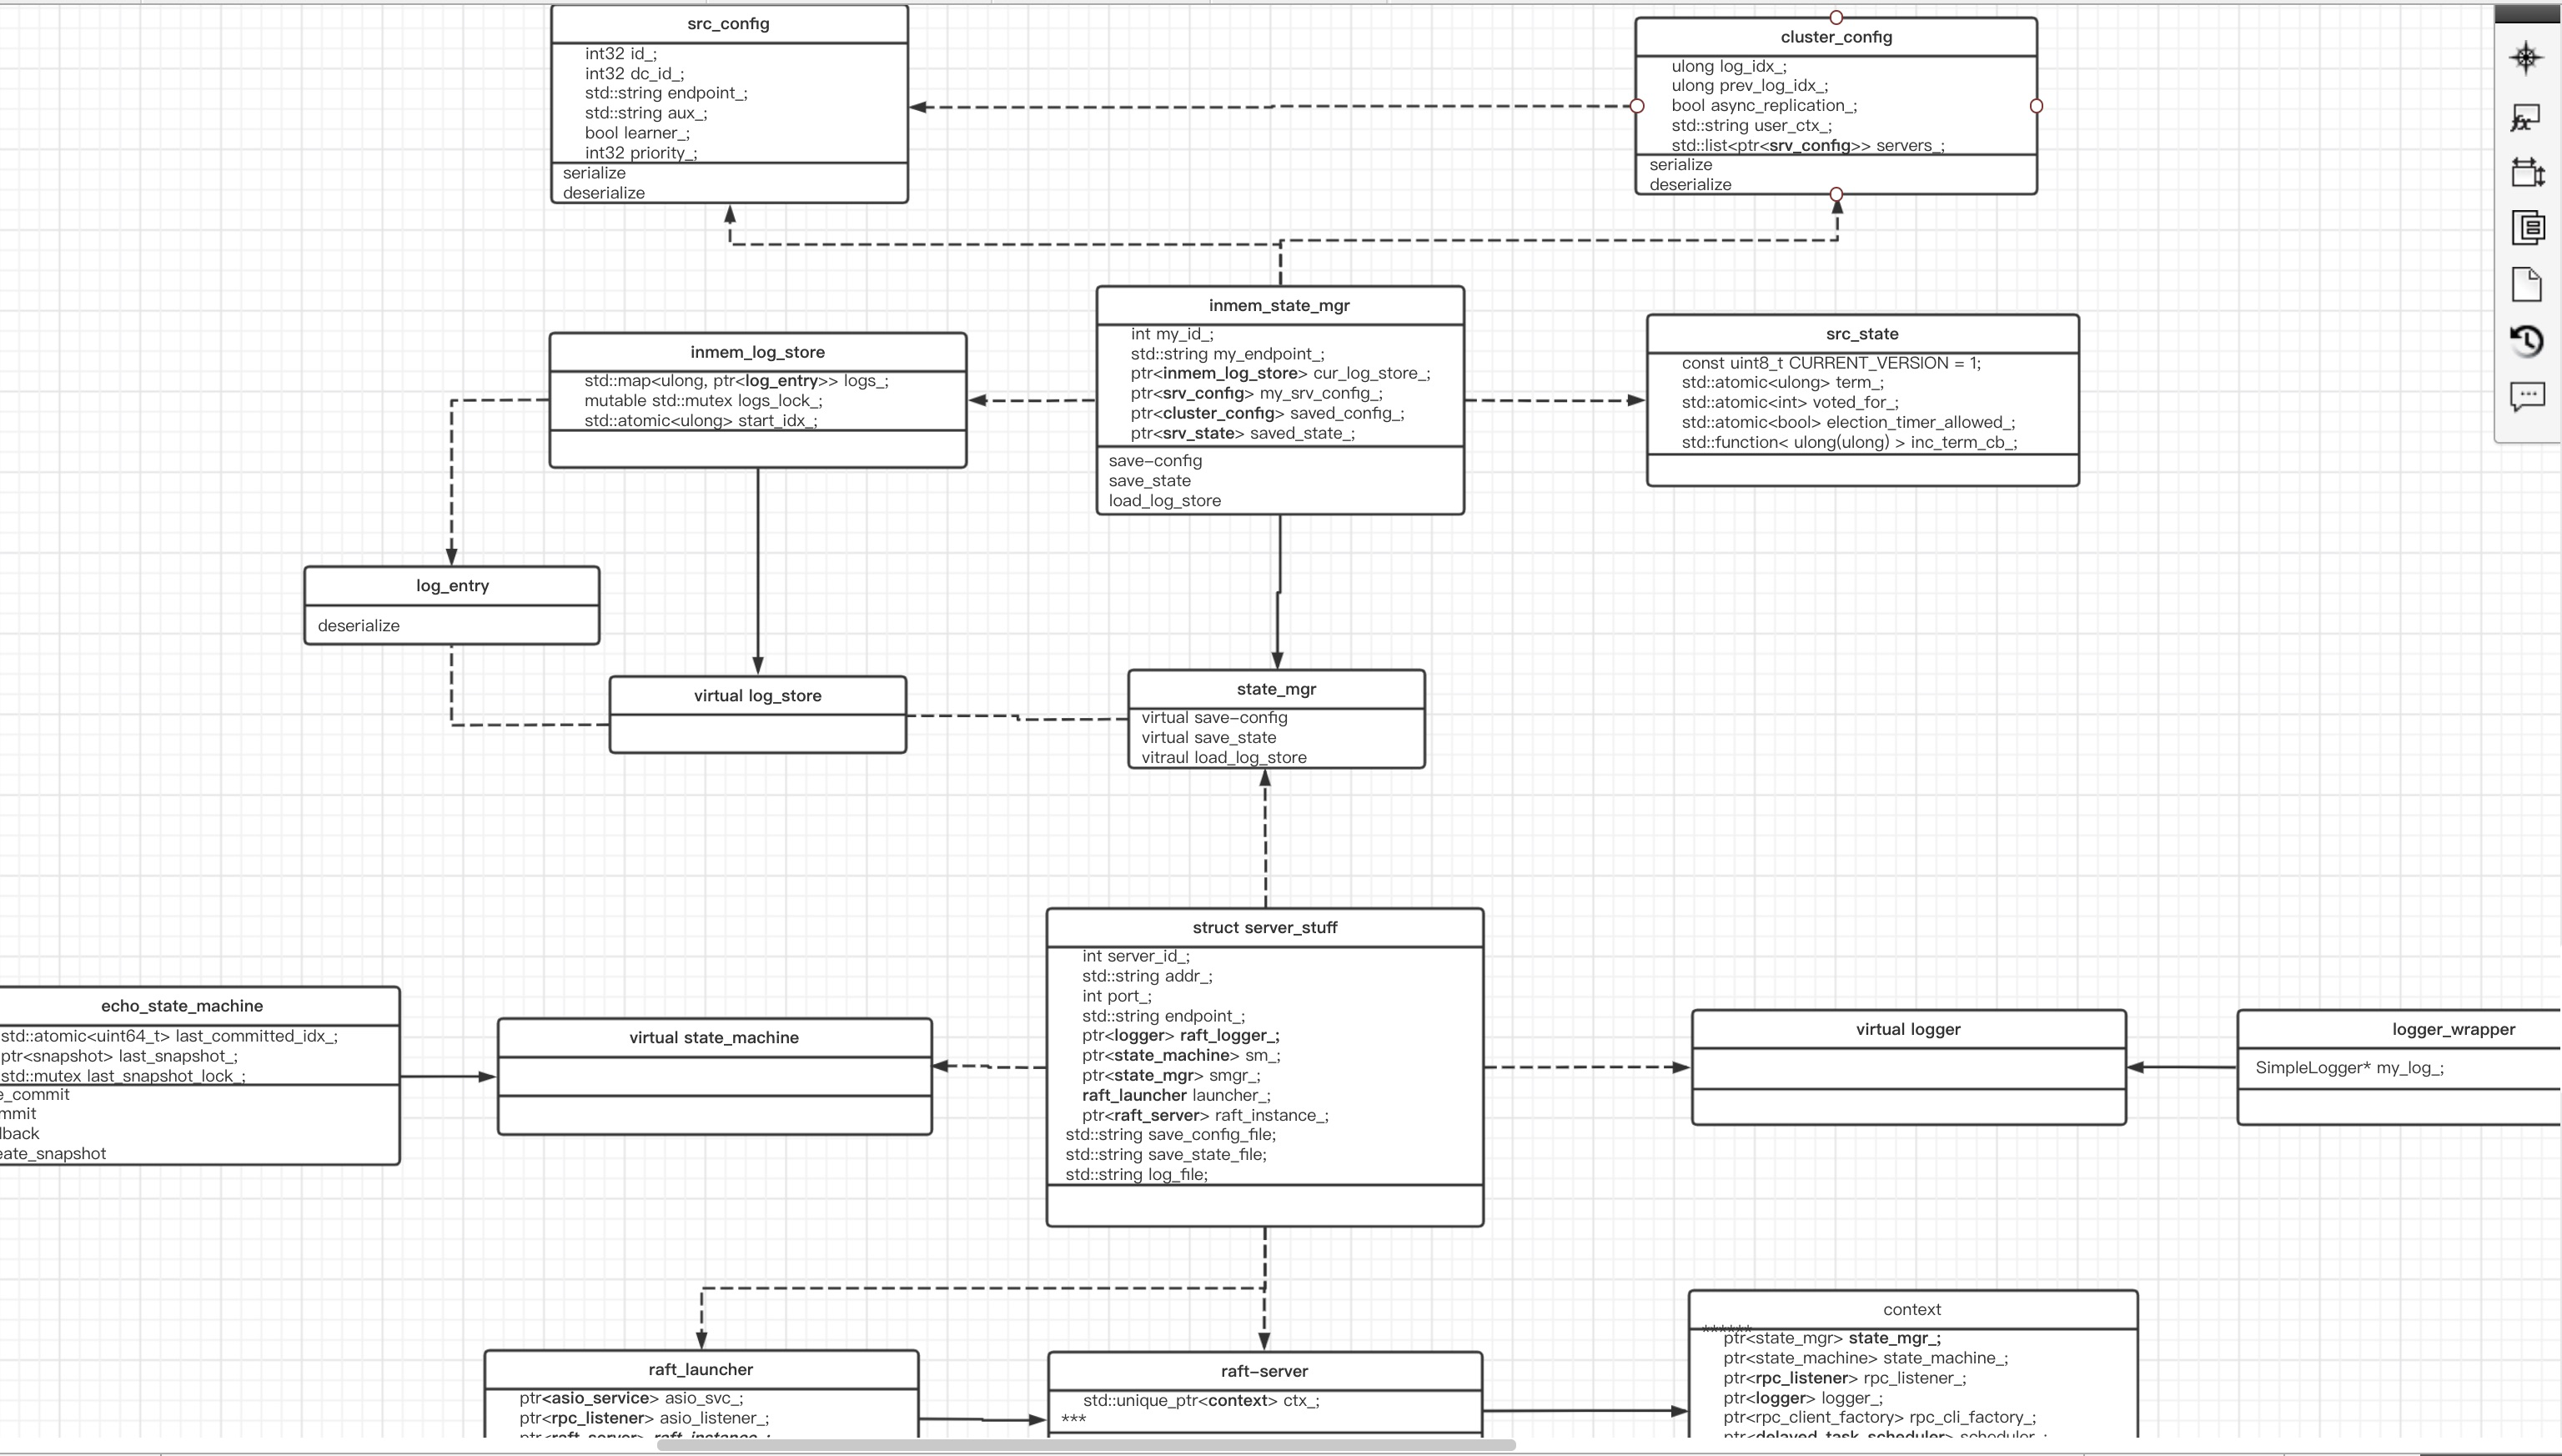 src_config
int32 id_;
int32 dc_id_;
std::string endpoint_;
std::string aux_;
bool learner_;
int32 priority_;
serialize
deserialize
cluster_config
ulong log_idx_;
ulong prev_log_idx_;
bool async_replication_;
std::string user_ctx_;
std::list<ptr<srv_config>> servers_;
serialize
deserialize
inmem_state_mgr
int my_id_;
std::string my_endpoint_;
ptr<inmem_log_store> cur_log_store_;
ptr<srv_config> my_srv_config_;
ptr<cluster_config> saved_config_;
ptr<srv_state> saved_state_;
save-config
save_state
load_log_store
inmem_log_store
std::map<ulong, ptr<log_entry>> logs_;
mutable std::mutex logs_lock_;
std::atomic<ulong> start_idx_;
src_state
const uint8_t CURRENT_VERSION = 1;
std::atomic<ulong> term_;
std::atomic<int> voted_for_;
std::atomic<bool> election_timer_allowed_;
std::function< ulong(ulong) > inc_term_cb_;
log_entry
deserialize
virtual log_store
state_mgr
virtual save-config
virtual save_state
vitraul load_log_store
struct server_stuff
int server_id_;
std::string addr_;
int port_;
std::string endpoint_;
ptr<logger> raft_logger_;
ptr<state_machine> sm_;
ptr<state_mgr> smgr_;
raft_launcher launcher_;
ptr<raft_server> raft_instance_;
std::string save_config_file;
std::string save_state_file;
std::string log_file;
echo_state_machine
std::atomic<uint64_t> last_committed_idx_;
ptr<snapshot> last_snapshot_;
std::mutex last_snapshot_lock_;
e_commit
mmit
lback
eate_snapshot
virtual state_machine
virtual logger
logger_wrapper
SimpleLogger* my_log_;
raft_launcher
ptr<asio_service> asio_svc_;
ptr<rpc_listener> asio_listener_;
ptr<raft_server> raft_instance_;
raft-server
std::unique_ptr<context> ctx_;
***
context
******
ptr<state_mgr> state_mgr_;
ptr<state_machine> state_machine_;
ptr<rpc_listener> rpc_listener_;
ptr<logger> logger_;
ptr<rpc_client_factory> rpc_cli_factory_;
ptr<delayed_task_scheduler> scheduler_;